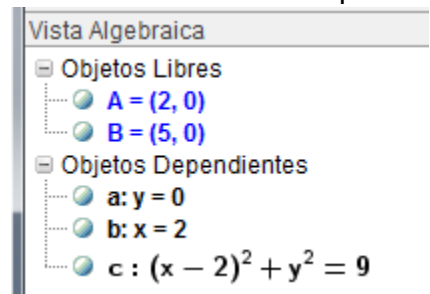 Vista Algebraica
Objetos Libres
A = (2, 0)
B = (5, 0)
Objetos Dependientes
a: y = 0
b: x = 2
c : (x − 2)² + y² = 9